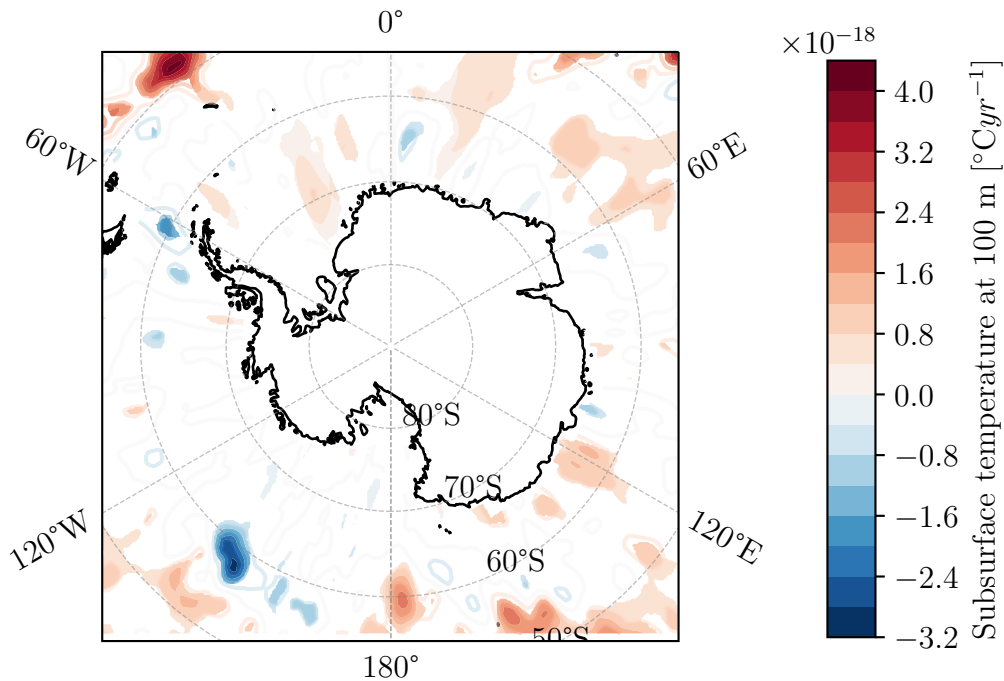 0°
×10⁻¹⁸
60°W
60°E
4.0
3.2
2.4
1.6
0.8
0.0
−0.8
−1.6
−2.4
−3.2
Subsurface temperature at 100 m [°Cyr⁻¹]
80°S
70°S
60°S
50°S
120°W
120°E
180°